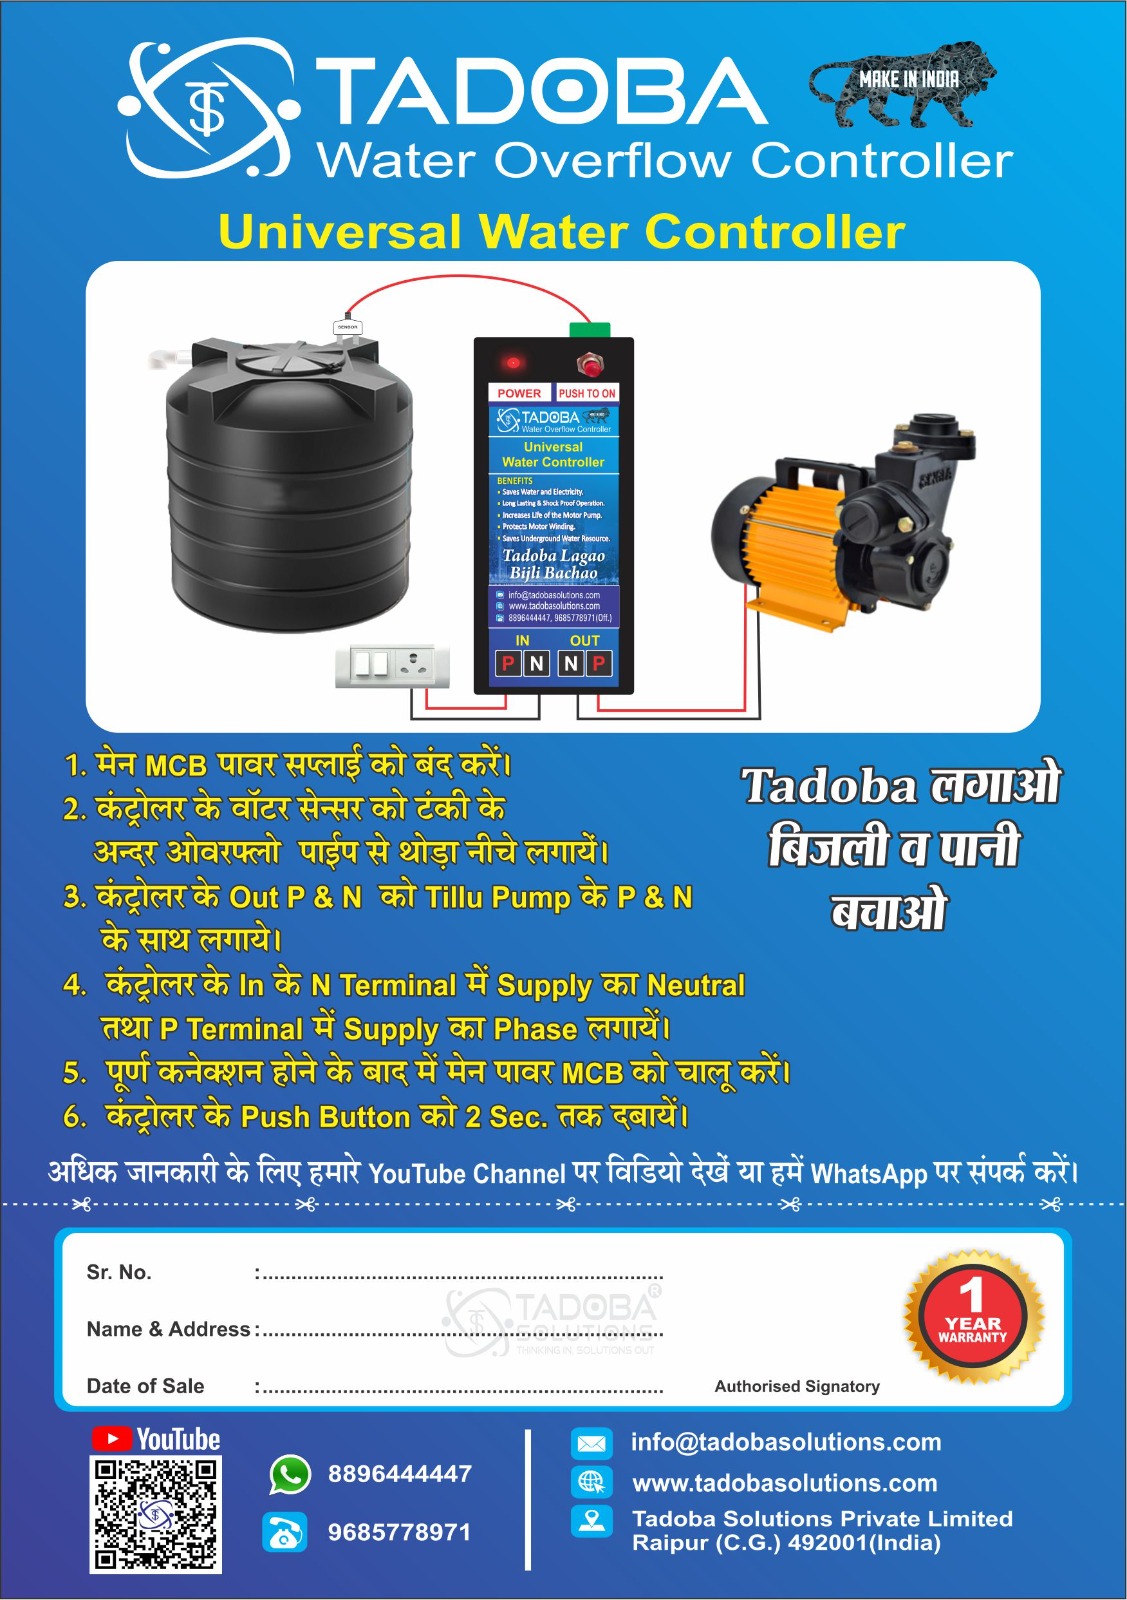 TADOBA
MAKE IN INDIA
Water Overflow Controller
Universal Water Controller
SENSOR
POWER
PUSH TO ON
TADOBA
Water Overflow Controller
Universal
Water Controller
BENEFITS
• Saves Water and Electricity.
• Long Lasting & Shock Proof Operation.
• Increases Life of the Motor Pump.
• Protects Motor Winding.
• Saves Underground Water Resource.
Tadoba Lagao
Bijli Bachao
info@tadobasolutions.com
www.tadobasolutions.com
8896444447, 9685778971(Off.)
IN OUT
P N N P
1. मेन MCB पावर सप्लाई को बंद करें।
2. कंट्रोलर के वॉटर सेन्सर को टंकी के
अन्दर ओवरफ्लो पाईप से थोड़ा नीचे लगायें।
3. कंट्रोलर के Out P & N को Tillu Pump के P & N
के साथ लगाये।
4. कंट्रोलर के In के N Terminal में Supply का Neutral
तथा P Terminal में Supply का Phase लगायें।
5. पूर्ण कनेक्शन होने के बाद में मेन पावर MCB को चालू करें।
6. कंट्रोलर के Push Button को 2 Sec. तक दबायें।
Tadoba लगाओ
बिजली व पानी
बचाओ
अधिक जानकारी के लिए हमारे YouTube Channel पर विडियो देखें या हमें WhatsApp पर संपर्क करें।
Sr. No. :
Name & Address :
Date of Sale :
TADOBA®
SOLUTIONS
THINKING IN, SOLUTIONS OUT
Authorised Signatory
1
YEAR
WARRANTY
YouTube
8896444447
9685778971
info@tadobasolutions.com
www.tadobasolutions.com
Tadoba Solutions Private Limited
Raipur (C.G.) 492001(India)